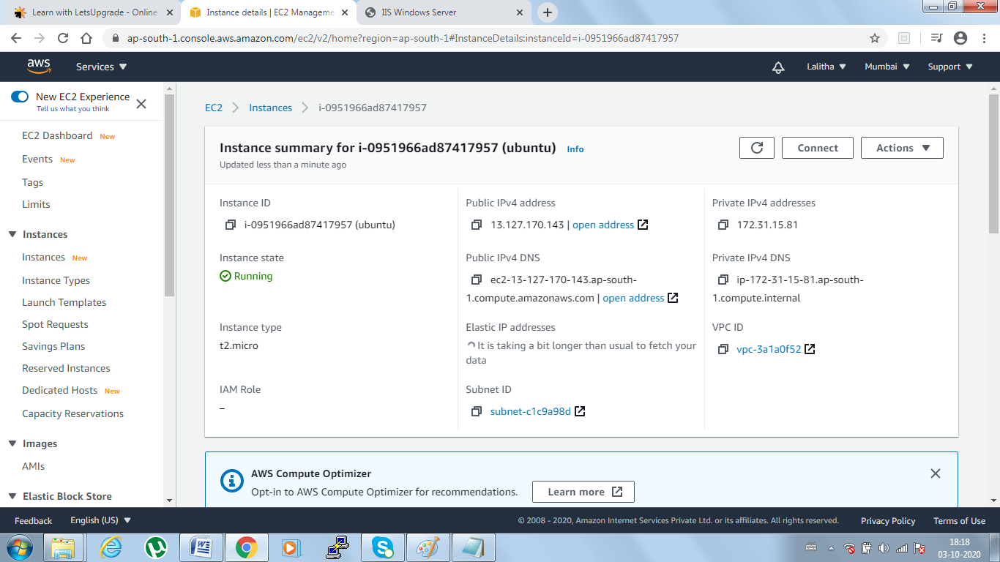 Learn with LetsUpgrade - Online
Instance details | EC2 Manageme
IIS Windows Server
ap-south-1.console.aws.amazon.com/ec2/v2/home?region=ap-south-1#InstanceDetails:instanceId=i-0951966ad87417957
aws
Services
Lalitha
Mumbai
Support
New EC2 Experience
Tell us what you think
EC2 Dashboard New
Events New
Tags
Limits
Instances
Instances New
Instance Types
Launch Templates
Spot Requests
Savings Plans
Reserved Instances
Dedicated Hosts New
Capacity Reservations
Images
AMIs
Elastic Block Store
EC2 > Instances > i-0951966ad87417957
Instance summary for i-0951966ad87417957 (ubuntu) Info
Updated less than a minute ago
Connect
Actions
Instance ID
i-0951966ad87417957 (ubuntu)
Instance state
Running
Instance type
t2.micro
IAM Role
–
Public IPv4 address
13.127.170.143 | open address
Public IPv4 DNS
ec2-13-127-170-143.ap-south-
1.compute.amazonaws.com | open address
Elastic IP addresses
It is taking a bit longer than usual to fetch your
data
Subnet ID
subnet-c1c9a98d
Private IPv4 addresses
172.31.15.81
Private IPv4 DNS
ip-172-31-15-81.ap-south-
1.compute.internal
VPC ID
vpc-3a1a0f52
AWS Compute Optimizer
Opt-in to AWS Compute Optimizer for recommendations.
Learn more
Feedback
English (US)
© 2008 - 2020, Amazon Internet Services Private Ltd. or its affiliates. All rights reserved.
Privacy Policy
Terms of Use
18:18
03-10-2020